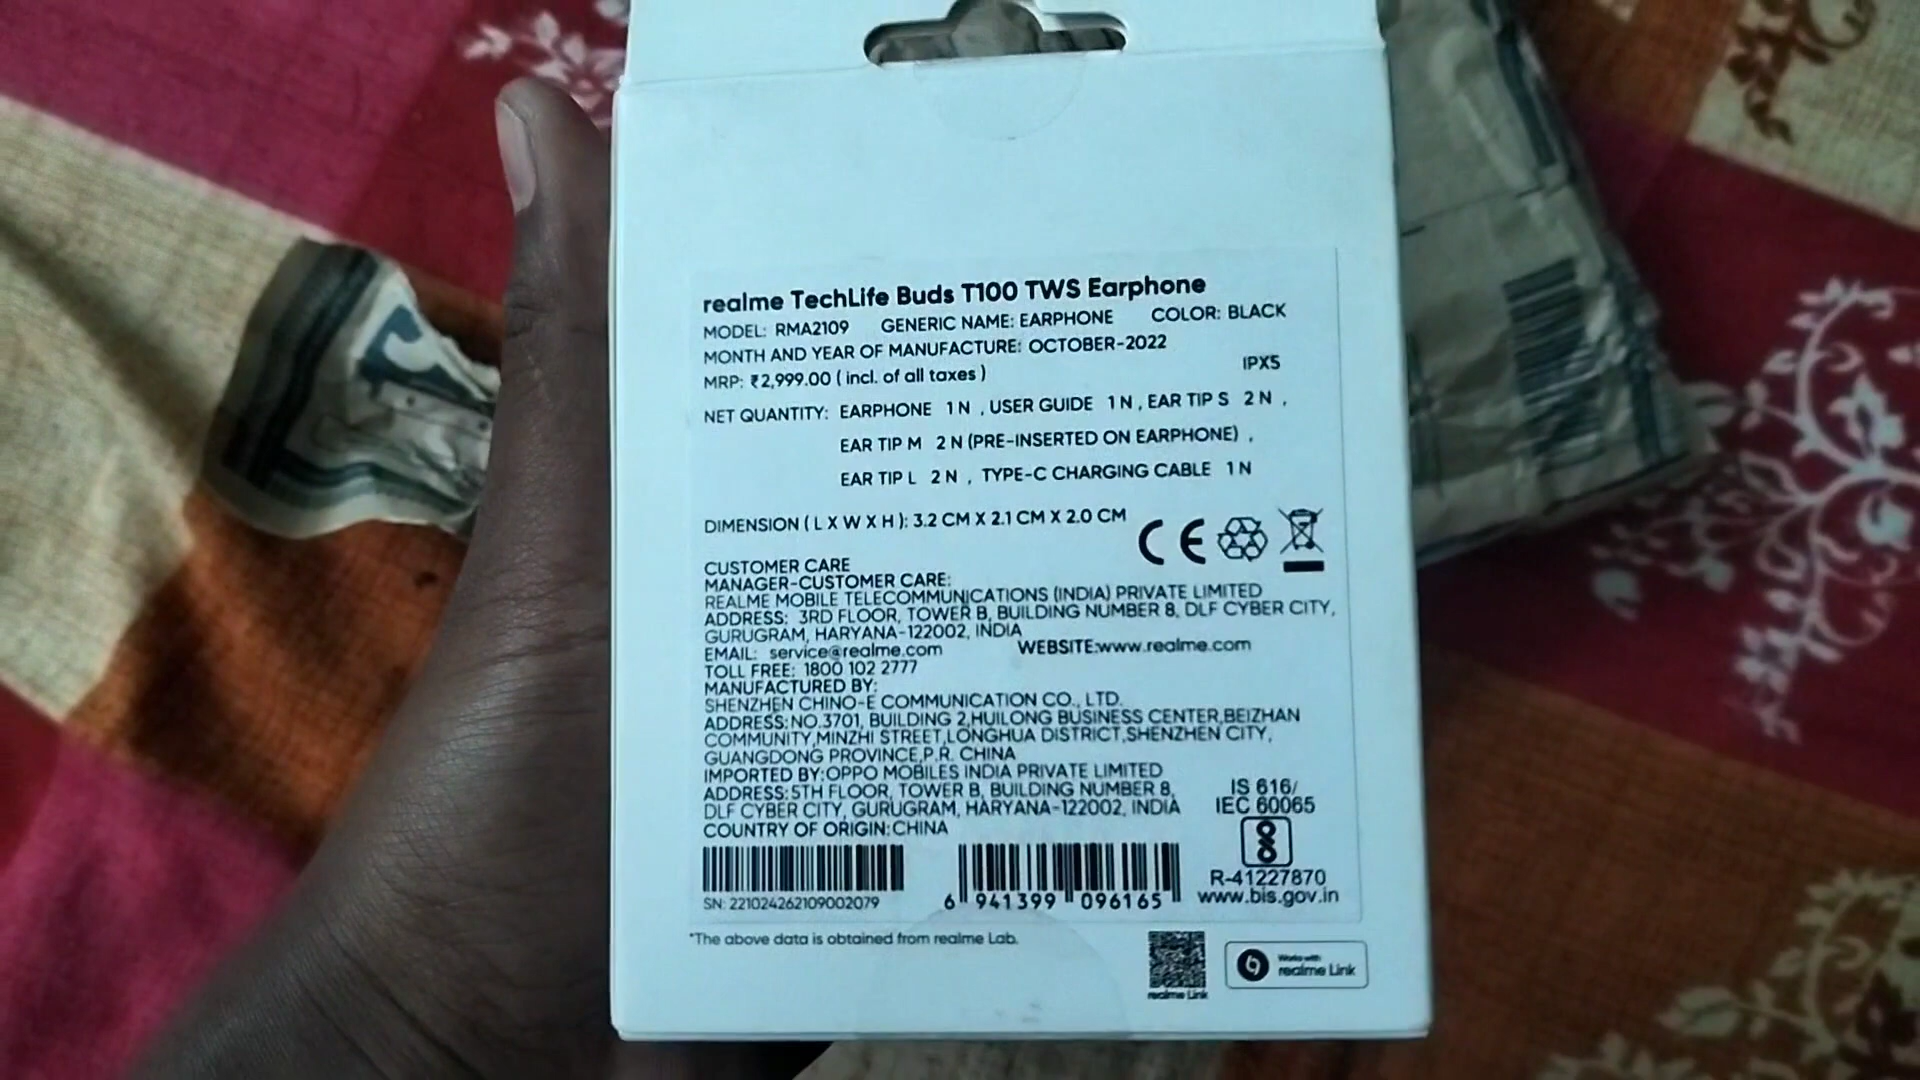 realme TechLife Buds T100 TWS Earphone
MODEL: RMA2109 GENERIC NAME: EARPHONE COLOR: BLACK
MONTH AND YEAR OF MANUFACTURE: OCTOBER-2022
MRP: ₹2,999.00 ( incl. of all taxes ) IPX5
NET QUANTITY: EARPHONE 1 N , USER GUIDE 1 N , EAR TIP S 2 N ,
EAR TIP M 2 N (PRE-INSERTED ON EARPHONE) ,
EAR TIP L 2 N , TYPE-C CHARGING CABLE 1 N
DIMENSION ( L X W X H ): 3.2 CM X 2.1 CM X 2.0 CM
CE
CUSTOMER CARE
MANAGER-CUSTOMER CARE:
REALME MOBILE TELECOMMUNICATIONS (INDIA) PRIVATE LIMITED
ADDRESS: 3RD FLOOR, TOWER B, BUILDING NUMBER 8, DLF CYBER CITY,
GURUGRAM, HARYANA-122002, INDIA
EMAIL: service@realme.com WEBSITE:www.realme.com
TOLL FREE: 1800 102 2777
MANUFACTURED BY:
SHENZHEN CHINO-E COMMUNICATION CO., LTD.
ADDRESS:NO.3701, BUILDING 2,HUILONG BUSINESS CENTER,BEIZHAN
COMMUNITY,MINZHI STREET,LONGHUA DISTRICT,SHENZHEN CITY,
GUANGDONG PROVINCE,P.R. CHINA
IMPORTED BY:OPPO MOBILES INDIA PRIVATE LIMITED
ADDRESS:5TH FLOOR, TOWER B, BUILDING NUMBER 8,
DLF CYBER CITY, GURUGRAM, HARYANA-122002, INDIA
COUNTRY OF ORIGIN:CHINA
IS 616/
IEC 60065
R-41227870
www.bis.gov.in
SN: 221024262109002079
6 941399 096165
*The above data is obtained from realme Lab.
realme Link
Works with
realme Link